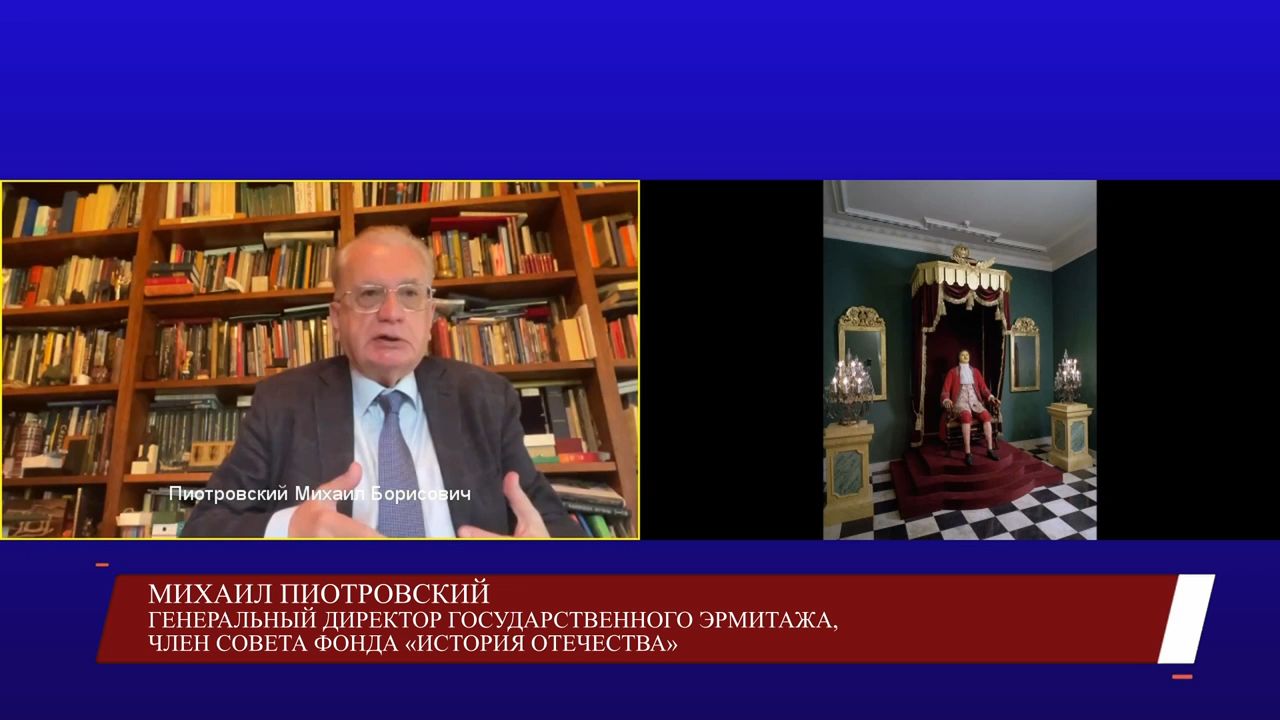 Пиотровский Михаил Борисович
МИХАИЛ ПИОТРОВСКИЙ
ГЕНЕРАЛЬНЫЙ ДИРЕКТОР ГОСУДАРСТВЕННОГО ЭРМИТАЖА,
ЧЛЕН СОВЕТА ФОНДА «ИСТОРИЯ ОТЕЧЕСТВА»